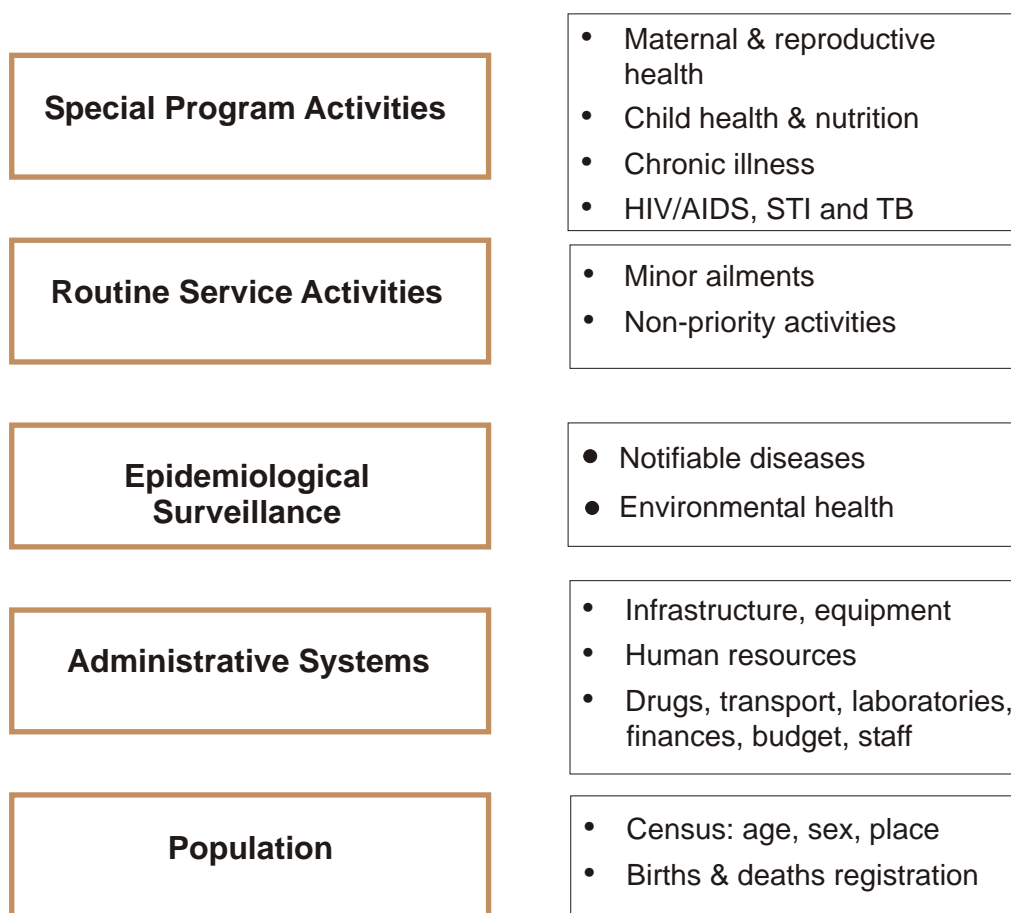 Special Program Activities
• Maternal & reproductive
health
• Child health & nutrition
• Chronic illness
• HIV/AIDS, STI and TB
Routine Service Activities
• Minor ailments
• Non-priority activities
Epidemiological
Surveillance
• Notifiable diseases
• Environmental health
Administrative Systems
• Infrastructure, equipment
• Human resources
• Drugs, transport, laboratories,
finances, budget, staff
Population
• Census: age, sex, place
• Births & deaths registration